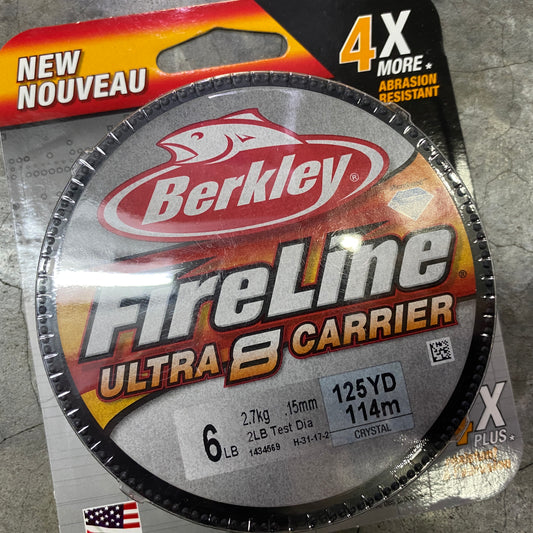 NEW
NOUVEAU
4X
MORE*
ABRASION
RESISTANT
Berkley®
FireLine®
ULTRA 8 CARRIER
6LB
2.7kg .15mm
2LB Test Dia
1434569 H-31-17-2
125YD
114m
CRYSTAL
4X
PLUS*